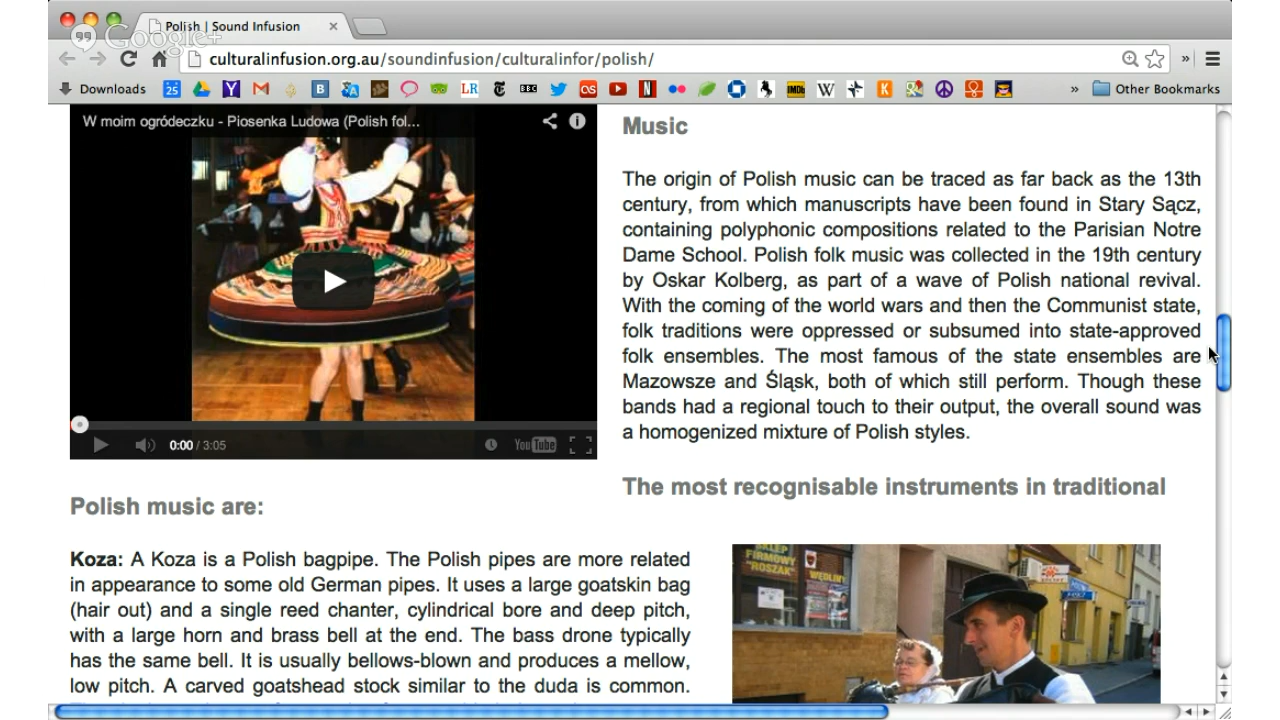 Polish | Sound Infusion
Google+
culturalinfusion.org.au/soundinfusion/culturalinfor/polish/
Downloads
25
LR
BBC
IMDb
W
K
» Other Bookmarks
W moim ogródeczku - Piosenka Ludowa (Polish fol...
0:00 / 3:05
YouTube
Music
The origin of Polish music can be traced as far back as the 13th
century, from which manuscripts have been found in Stary Sącz,
containing polyphonic compositions related to the Parisian Notre
Dame School. Polish folk music was collected in the 19th century
by Oskar Kolberg, as part of a wave of Polish national revival.
With the coming of the world wars and then the Communist state,
folk traditions were oppressed or subsumed into state-approved
folk ensembles. The most famous of the state ensembles are
Mazowsze and Śląsk, both of which still perform. Though these
bands had a regional touch to their output, the overall sound was
a homogenized mixture of Polish styles.
The most recognisable instruments in traditional
Polish music are:
Koza: A Koza is a Polish bagpipe. The Polish pipes are more related
in appearance to some old German pipes. It uses a large goatskin bag
(hair out) and a single reed chanter, cylindrical bore and deep pitch,
with a large horn and brass bell at the end. The bass drone typically
has the same bell. It is usually bellows-blown and produces a mellow,
low pitch. A carved goatshead stock similar to the duda is common.
SKLEP
FIRMOWY
"ROSZAK"
WĘDLINY